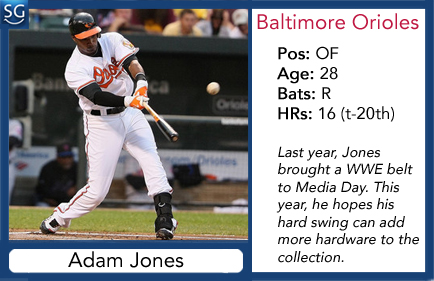 SG
Baltimore Orioles
Pos: OF
Age: 28
Bats: R
HRs: 16 (t-20th)
Last year, Jones
brought a WWE belt
to Media Day. This
year, he hopes his
hard swing can add
more hardware to the
collection.
Orioles
Adam Jones